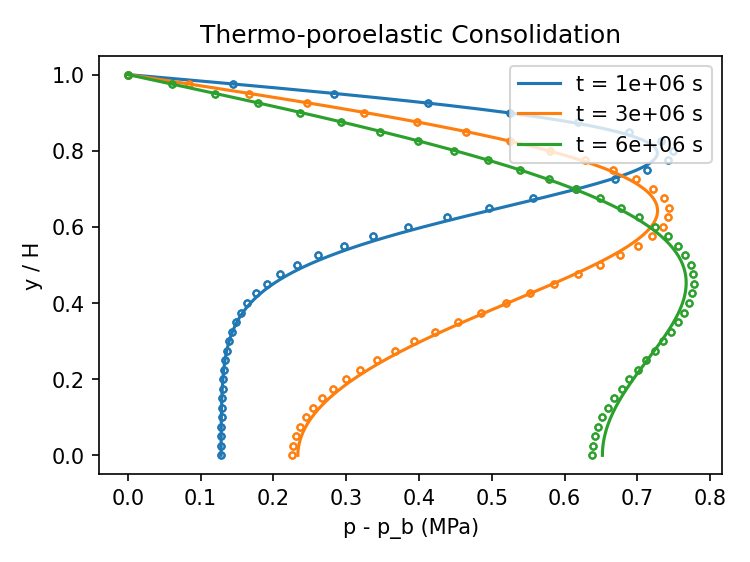 Thermo-poroelastic Consolidation
t = 1e+06 s
t = 3e+06 s
t = 6e+06 s
1.0
0.8
0.6
0.4
0.2
0.0
y / H
0.0 0.1 0.2 0.3 0.4 0.5 0.6 0.7 0.8
p - p_b (MPa)